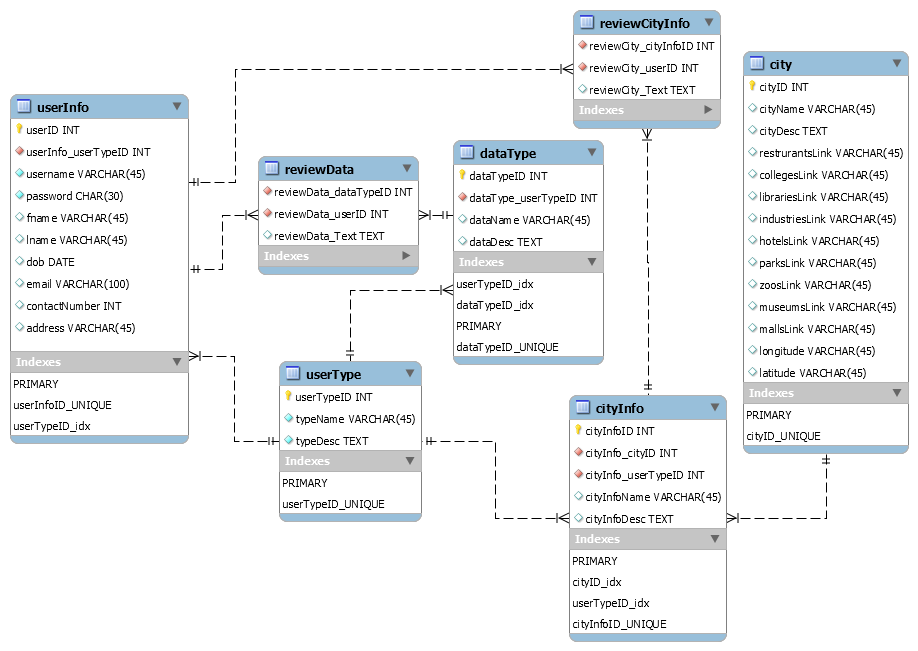 reviewCityInfo
reviewCity_cityInfoID INT
reviewCity_userID INT
reviewCity_Text TEXT
Indexes
city
cityID INT
cityName VARCHAR(45)
cityDesc TEXT
restrurantsLink VARCHAR(45)
collegesLink VARCHAR(45)
librariesLink VARCHAR(45)
industriesLink VARCHAR(45)
hotelsLink VARCHAR(45)
parksLink VARCHAR(45)
zoosLink VARCHAR(45)
museumsLink VARCHAR(45)
mallsLink VARCHAR(45)
longitude VARCHAR(45)
latitude VARCHAR(45)
Indexes
PRIMARY
cityID_UNIQUE
userInfo
userID INT
userInfo_userTypeID INT
username VARCHAR(45)
password CHAR(30)
fname VARCHAR(45)
lname VARCHAR(45)
dob DATE
email VARCHAR(100)
contactNumber INT
address VARCHAR(45)
Indexes
PRIMARY
userInfoID_UNIQUE
userTypeID_idx
reviewData
reviewData_dataTypeID INT
reviewData_userID INT
reviewData_Text TEXT
Indexes
dataType
dataTypeID INT
dataType_userTypeID INT
dataName VARCHAR(45)
dataDesc TEXT
Indexes
userTypeID_idx
dataTypeID_idx
PRIMARY
dataTypeID_UNIQUE
userType
userTypeID INT
typeName VARCHAR(45)
typeDesc TEXT
Indexes
PRIMARY
userTypeID_UNIQUE
cityInfo
cityInfoID INT
cityInfo_cityID INT
cityInfo_userTypeID INT
cityInfoName VARCHAR(45)
cityInfoDesc TEXT
Indexes
PRIMARY
cityID_idx
userTypeID_idx
cityInfoID_UNIQUE